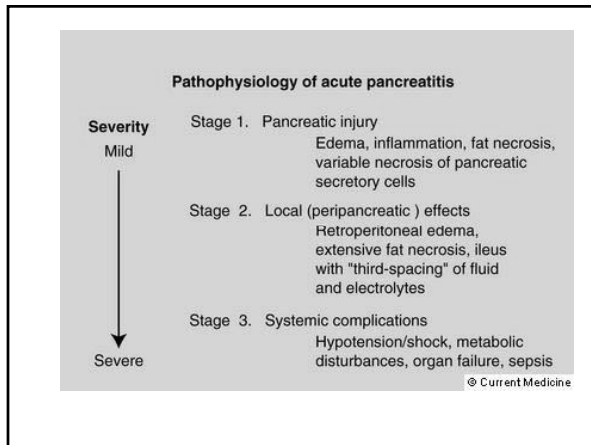 Pathophysiology of acute pancreatitis
Severity
Mild
Severe
Stage 1. Pancreatic injury
Edema, inflammation, fat necrosis,
variable necrosis of pancreatic
secretory cells
Stage 2. Local (peripancreatic ) effects
Retroperitoneal edema,
extensive fat necrosis, ileus
with "third-spacing" of fluid
and electrolytes
Stage 3. Systemic complications
Hypotension/shock, metabolic
disturbances, organ failure, sepsis
© Current Medicine